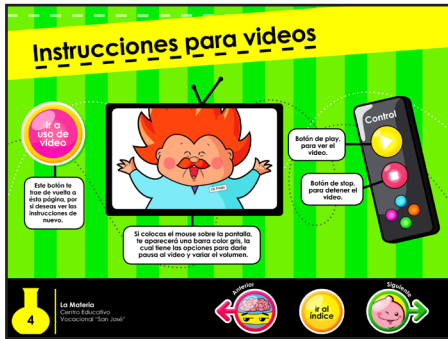 Instrucciones para videos
Ir a
uso de
video
Este botón te
trae de vuelta a
ésta página, por
si deseas ver las
instrucciones de
nuevo.
Si colocas el mouse sobre la pantalla,
te aparecerá una barra color gris, la
cual tiene las opciones para darle
pausa al video y variar el volumen.
Botón de play,
para ver el
video.
Botón de stop,
para detener el
video.
Control
4
La Materia
Centro Educativo
Vocacional "San José"
Anterior
ir al
índice
Siguiente